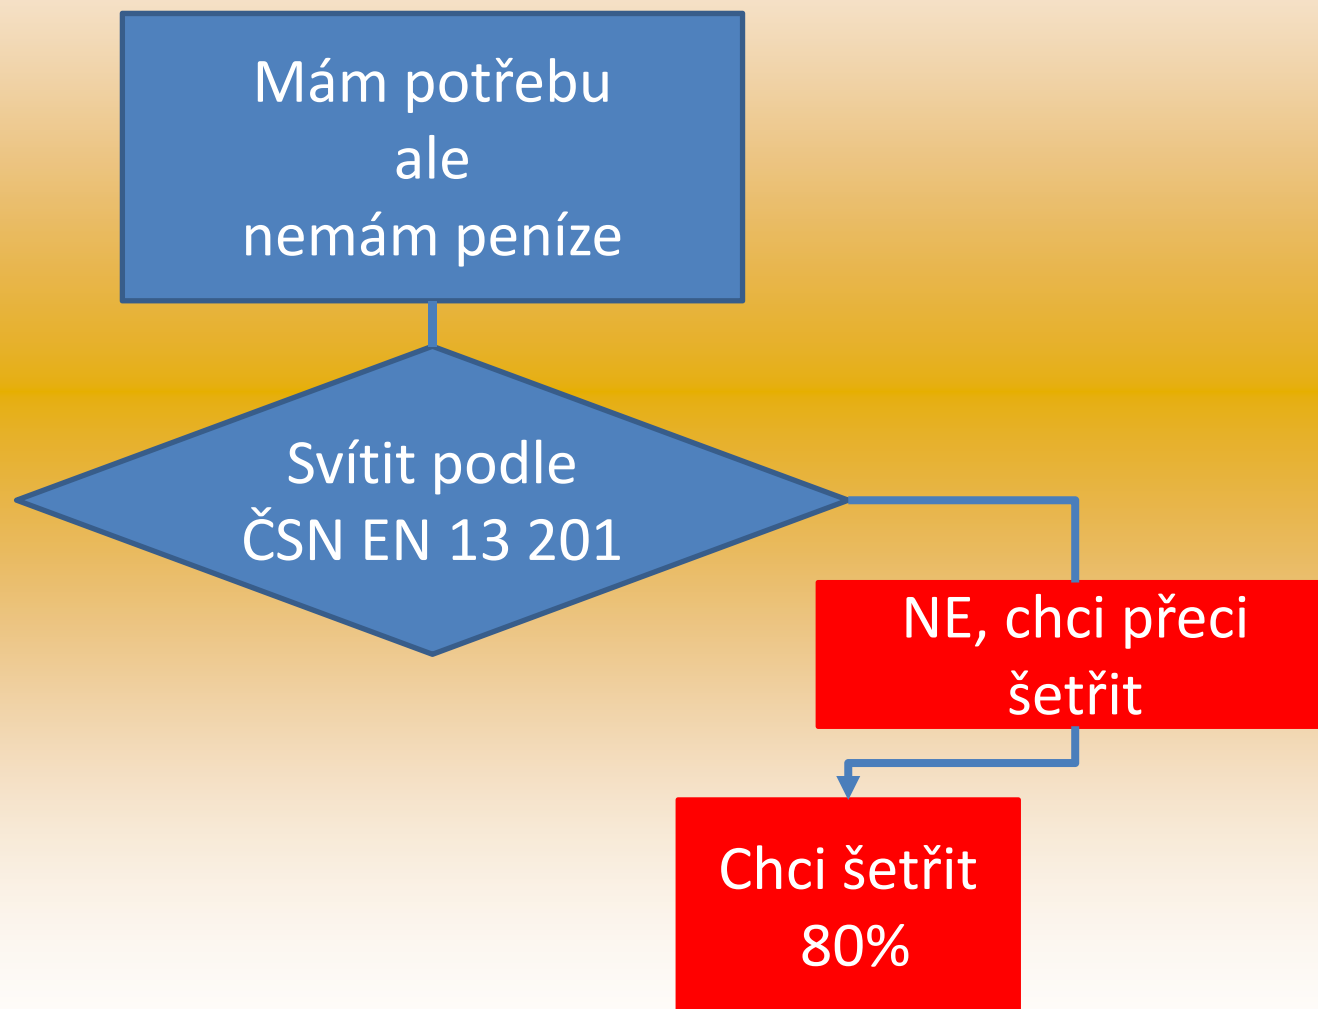 Mám potřebu
ale
nemám peníze
Svítit podle
ČSN EN 13 201
NE, chci přeci
šetřit
Chci šetřit
80%